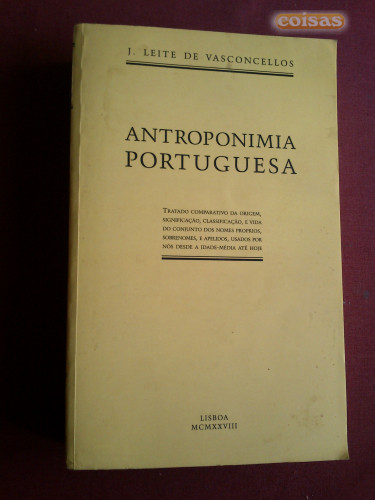 coisas
J. LEITE DE VASCONCELLOS
ANTROPONIMIA
PORTUGUESA
TRATADO COMPARATIVO DA ORIGEM,
SIGNIFICAÇÃO, CLASSIFICAÇÃO, E VIDA
DO CONJUNTO DOS NOMES PROPRIOS,
SOBRENOMES, E APELIDOS, USADOS POR
NÓS DESDE A IDADE-MÉDIA ATÉ HOJE
LISBOA
MCMXXVIII